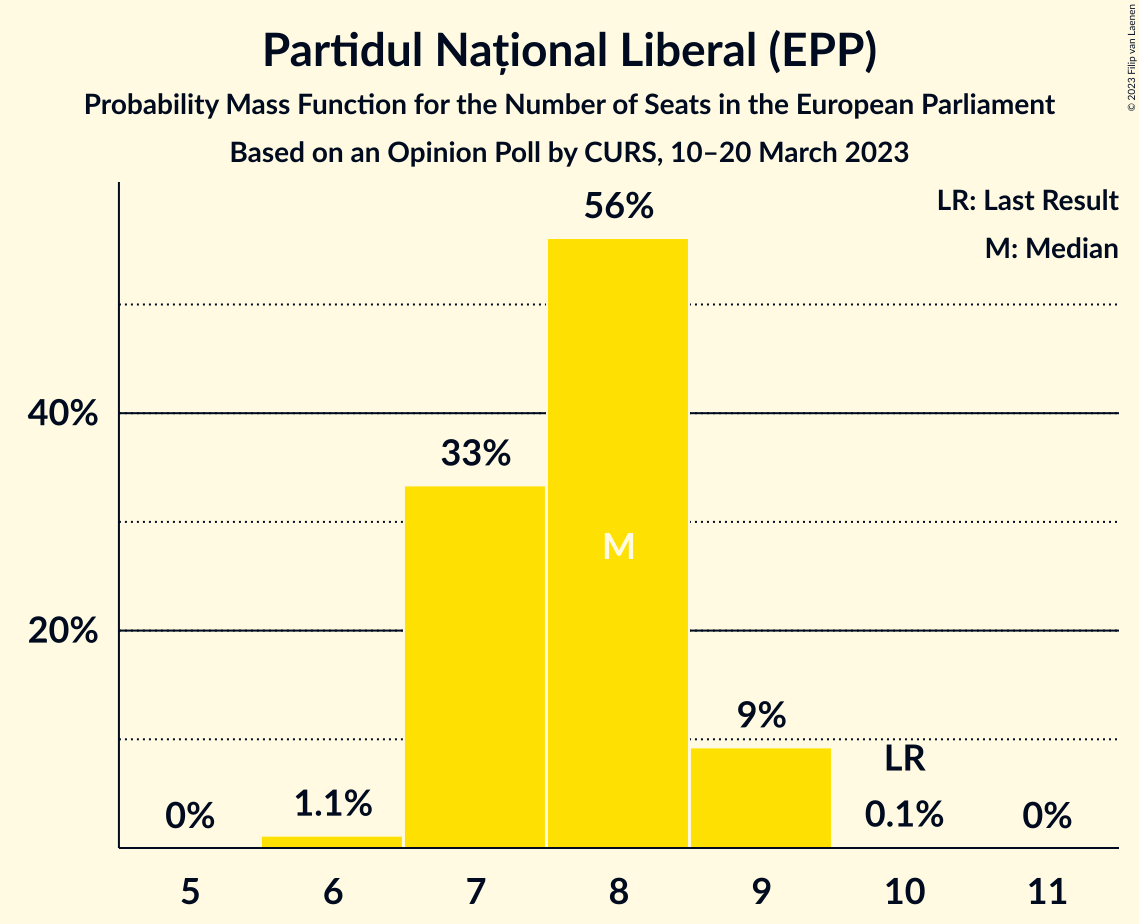 Partidul Național Liberal (EPP)
Probability Mass Function for the Number of Seats in the European Parliament
Based on an Opinion Poll by CURS, 10–20 March 2023
© 2023 Filip van Laenen
LR: Last Result
M: Median
56%
40%
33%
M
20%
9%
LR
0%
1.1%
0.1%
0%
5 6 7 8 9 10 11